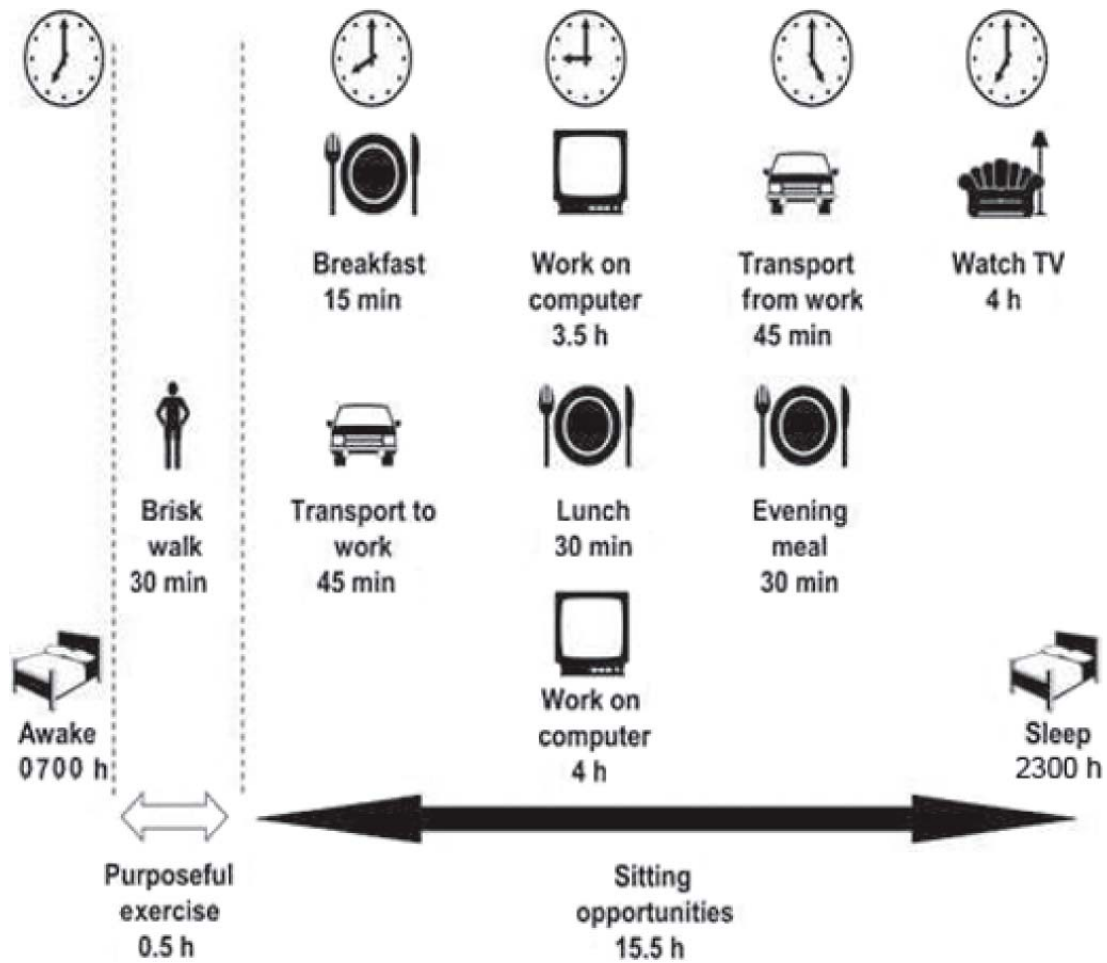 Breakfast
15 min
Work on
computer
3.5 h
Transport
from work
45 min
Watch TV
4 h
Brisk
walk
30 min
Transport to
work
45 min
Lunch
30 min
Evening
meal
30 min
Awake
0700 h
Work on
computer
4 h
Sleep
2300 h
Purposeful
exercise
0.5 h
Sitting
opportunities
15.5 h